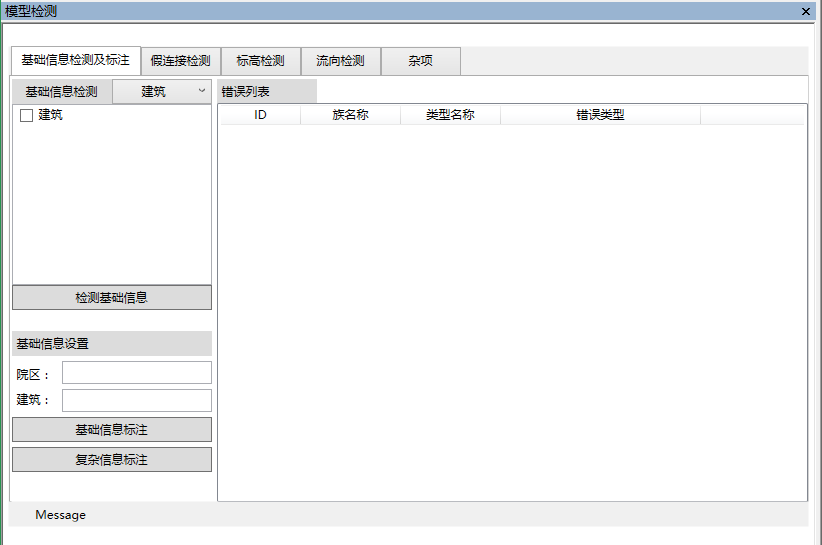 模型检测
基础信息检测及标注 假连接检测 标高检测 流向检测 杂项
基础信息检测 建筑 错误列表
建筑 ID 族名称 类型名称 错误类型
检测基础信息
基础信息设置
院区：
建筑：
基础信息标注
复杂信息标注
Message